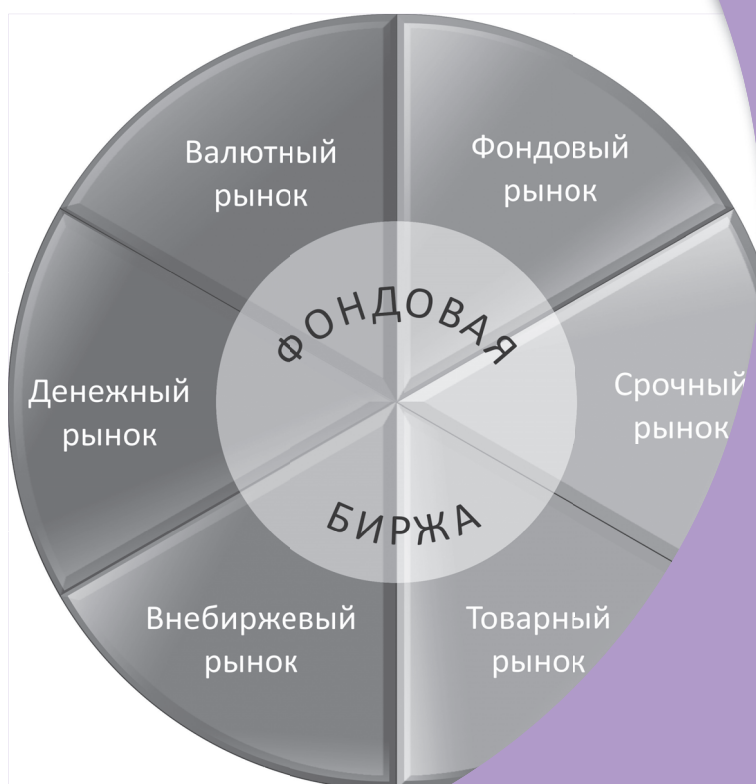 Валютный
рынок
Фондовый
рынок
ФОНДОВАЯ
Денежный
рынок
Срочный
рынок
БИРЖА
Внебиржевый
рынок
Товарный
рынок